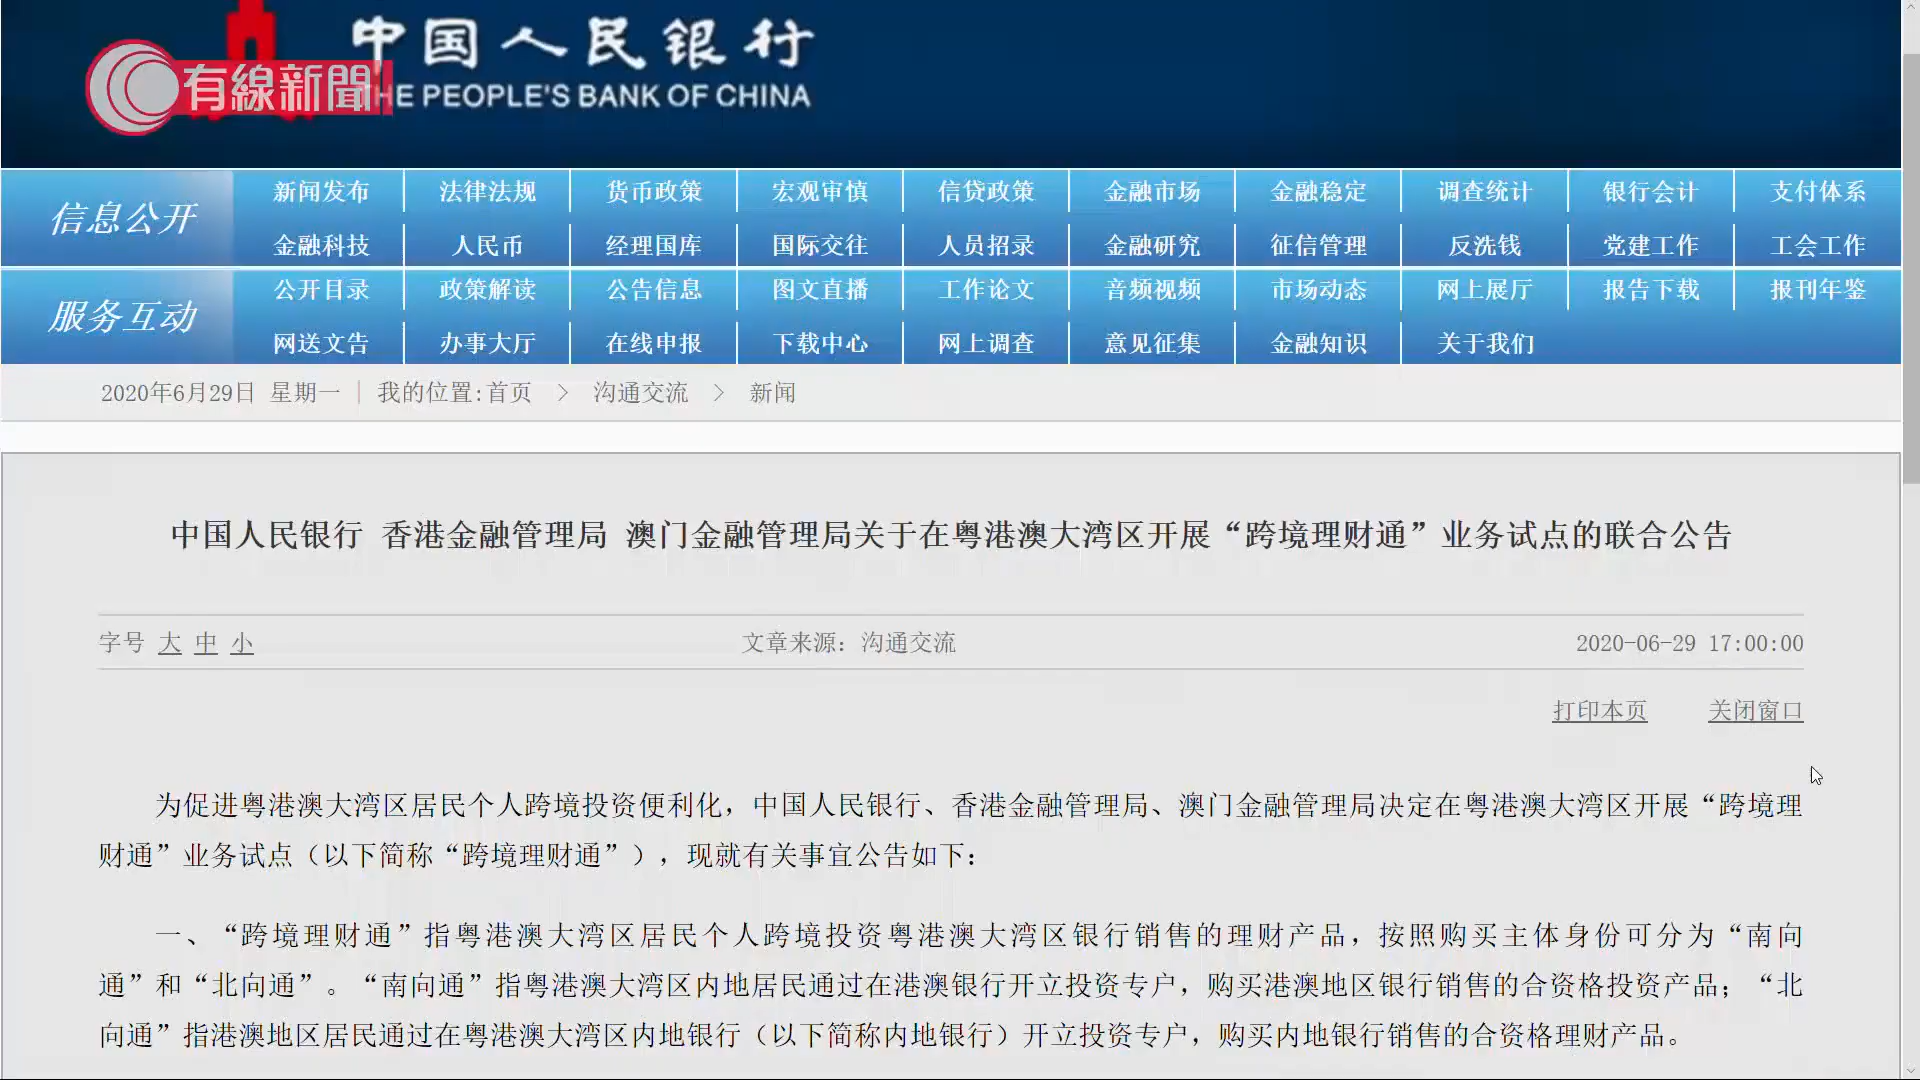 中国人民银行
有線新聞
THE PEOPLE'S BANK OF CHINA
信息公开
新闻发布 法律法规 货币政策 宏观审慎 信贷政策 金融市场 金融稳定 调查统计 银行会计 支付体系
金融科技 人民币 经理国库 国际交往 人员招录 金融研究 征信管理 反洗钱 党建工作 工会工作
服务互动
公开目录 政策解读 公告信息 图文直播 工作论文 音频视频 市场动态 网上展厅 报告下载 报刊年鉴
网送文告 办事大厅 在线申报 下载中心 网上调查 意见征集 金融知识 关于我们
2020年6月29日 星期一 | 我的位置:首页 > 沟通交流 > 新闻
中国人民银行 香港金融管理局 澳门金融管理局关于在粤港澳大湾区开展“跨境理财通”业务试点的联合公告
字号 大 中 小 文章来源：沟通交流 2020-06-29 17:00:00
打印本页 关闭窗口
为促进粤港澳大湾区居民个人跨境投资便利化，中国人民银行、香港金融管理局、澳门金融管理局决定在粤港澳大湾区开展“跨境理
财通”业务试点（以下简称“跨境理财通”），现就有关事宜公告如下：
一、“跨境理财通”指粤港澳大湾区居民个人跨境投资粤港澳大湾区银行销售的理财产品，按照购买主体身份可分为“南向
通”和“北向通”。“南向通”指粤港澳大湾区内地居民通过在港澳银行开立投资专户，购买港澳地区银行销售的合资格投资产品；“北
向通”指港澳地区居民通过在粤港澳大湾区内地银行（以下简称内地银行）开立投资专户，购买内地银行销售的合资格理财产品。